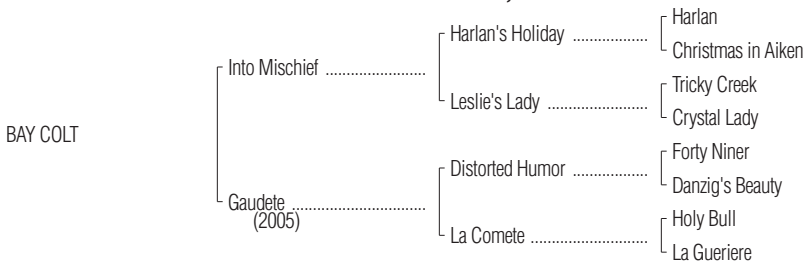 Harlan
Harlan's Holiday ..................
Christmas in Aiken
Into Mischief ........................
Tricky Creek
Leslie's Lady ........................
Crystal Lady
BAY COLT
Forty Niner
Distorted Humor ..................
Danzig's Beauty
Gaudete ................................
(2005)
Holy Bull
La Comete ............................
La Gueriere